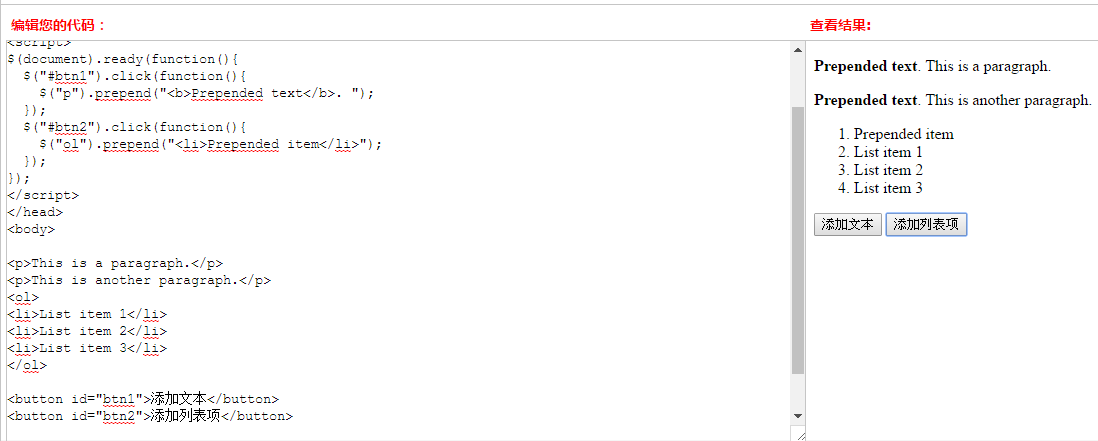 编辑您的代码：
查看结果:
<script>
$(document).ready(function(){
  $("#btn1").click(function(){
    $("p").prepend("<b>Prepended text</b>. ");
  });
  $("#btn2").click(function(){
    $("ol").prepend("<li>Prepended item</li>");
  });
});
</script>
</head>
<body>
<p>This is a paragraph.</p>
<p>This is another paragraph.</p>
<ol>
<li>List item 1</li>
<li>List item 2</li>
<li>List item 3</li>
</ol>
<button id="btn1">添加文本</button>
<button id="btn2">添加列表项</button>
Prepended text. This is a paragraph.
Prepended text. This is another paragraph.
1. Prepended item
2. List item 1
3. List item 2
4. List item 3
添加文本 添加列表项